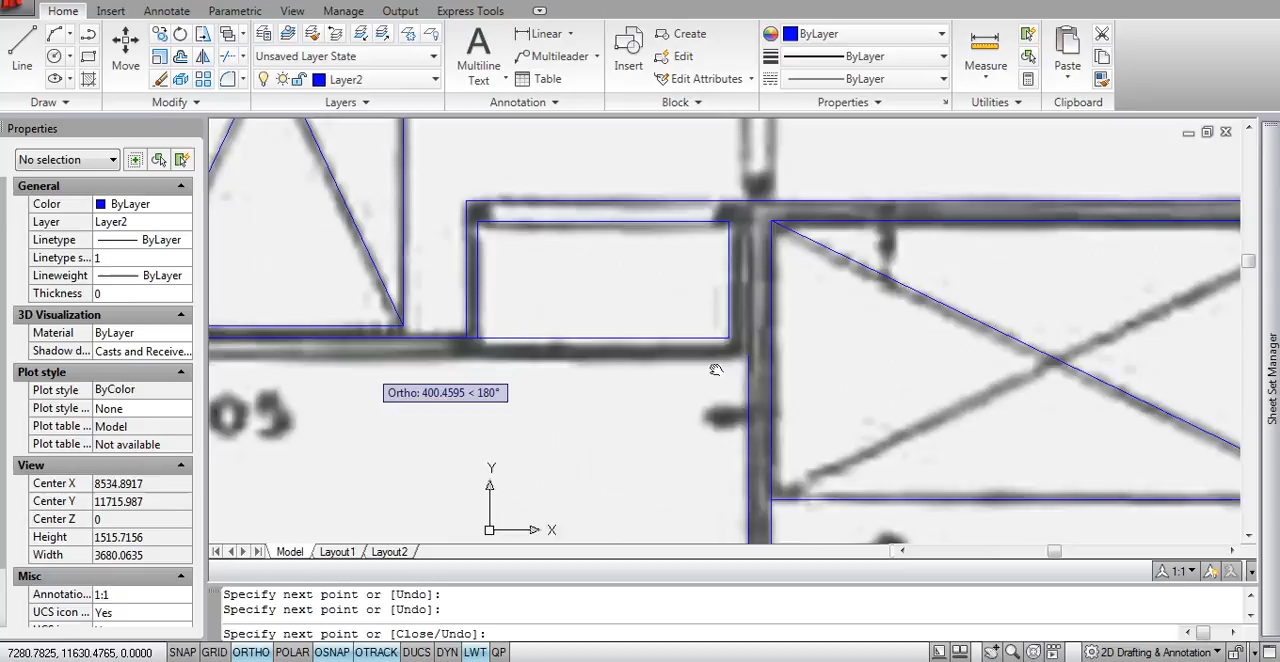 Home Insert Annotate Parametric View Manage Output Express Tools
Line
Move
Unsaved Layer State
Layer2
Multiline
Text
Linear
Multileader
Table
Insert
Create
Edit
Edit Attributes
ByLayer
ByLayer
ByLayer
Measure
Paste
Draw
Modify
Layers
Annotation
Block
Properties
Utilities
Clipboard
Properties
No selection
General
Color ByLayer
Layer Layer2
Linetype ByLayer
Linetype s... 1
Lineweight ByLayer
Thickness 0
3D Visualization
Material ByLayer
Shadow d... Casts and Receive...
Plot style
Plot style ByColor
Plot style ... None
Plot table ... Model
Plot table ... Not available
View
Center X 8534.8917
Center Y 11715.987
Center Z 0
Height 1515.7156
Width 3680.0635
Misc
Annotatio... 1:1
UCS icon ... Yes
Ortho: 400.4595 < 180°
os
Y
X
Sheet Set Manager
Model Layout1 Layout2
1:1
Specify next point or [Undo]:
Specify next point or [Undo]:
Specify next point or [Close/Undo]:
7280.7825, 11630.4765, 0.0000 SNAP GRID ORTHO POLAR OSNAP OTRACK DUCS DYN LWT QP
2D Drafting & Annotation